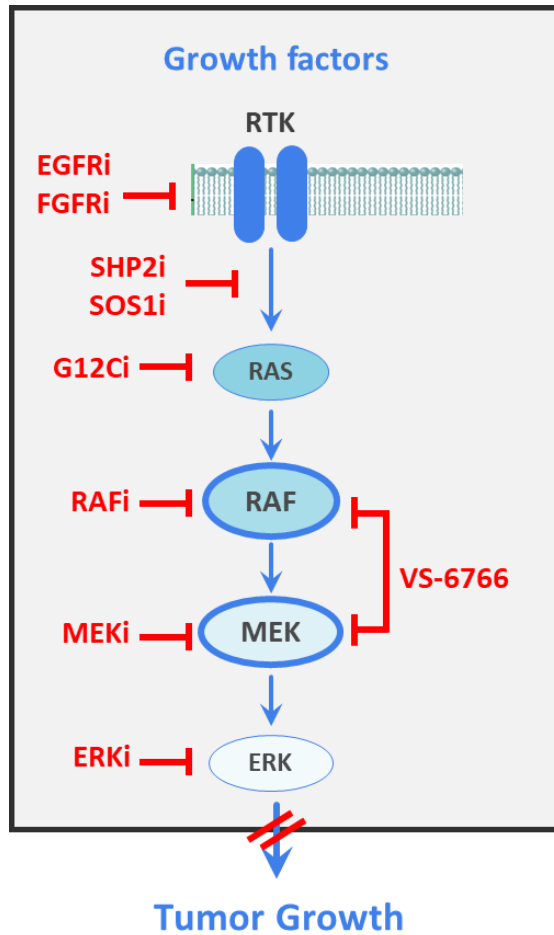 Growth factors
RTK
EGFRi
FGFRi
SHP2i
SOS1i
G12Ci
RAS
RAFi
RAF
VS-6766
MEKi
MEK
ERKi
ERK
Tumor Growth